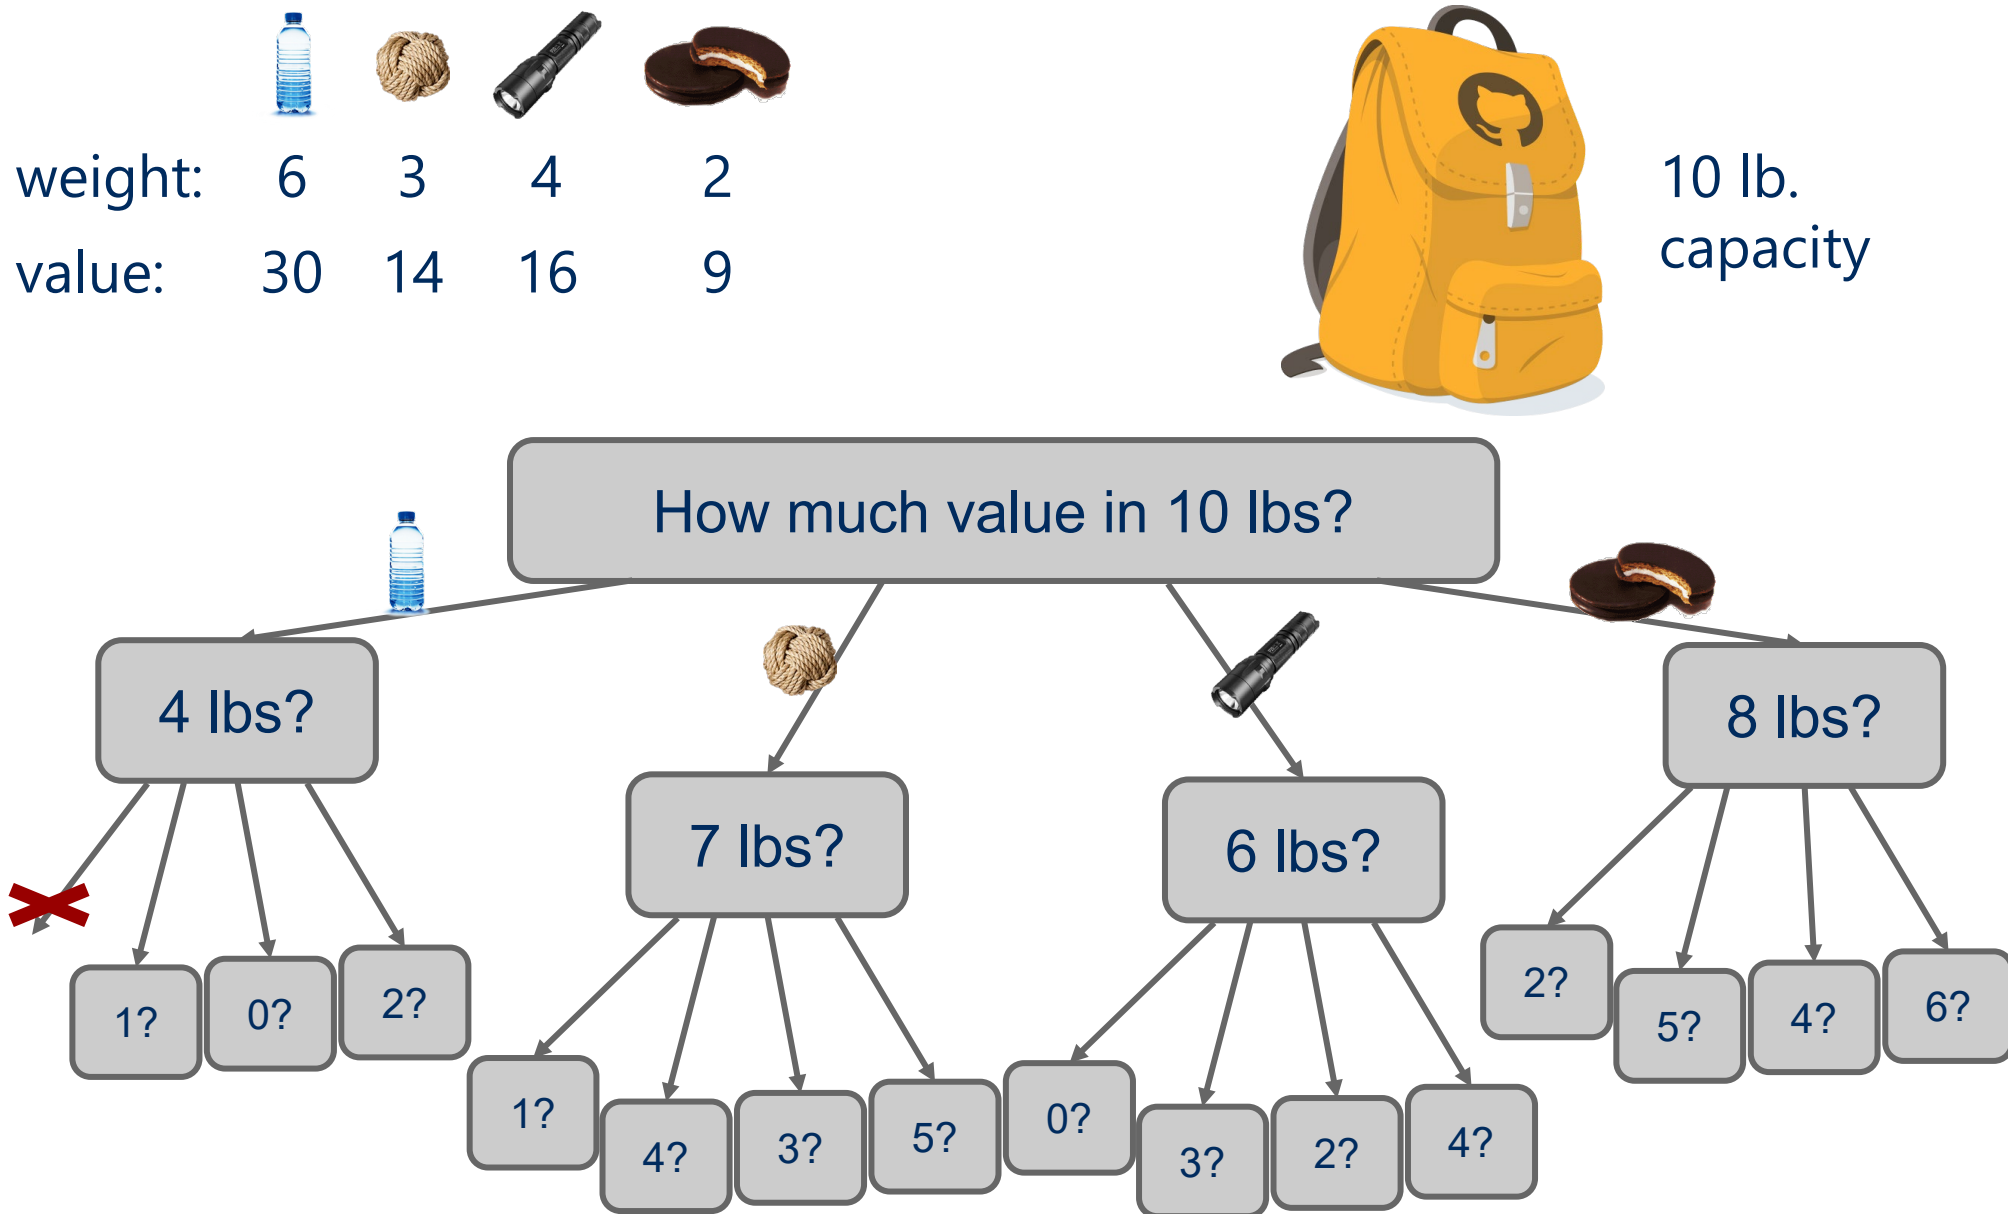 weight: 6 3 4 2
value: 30 14 16 9
10 lb.
capacity
How much value in 10 lbs?
4 lbs?
7 lbs?
6 lbs?
8 lbs?
1? 0? 2?
1? 4? 3? 5?
0? 3? 2? 4?
2? 5? 4? 6?